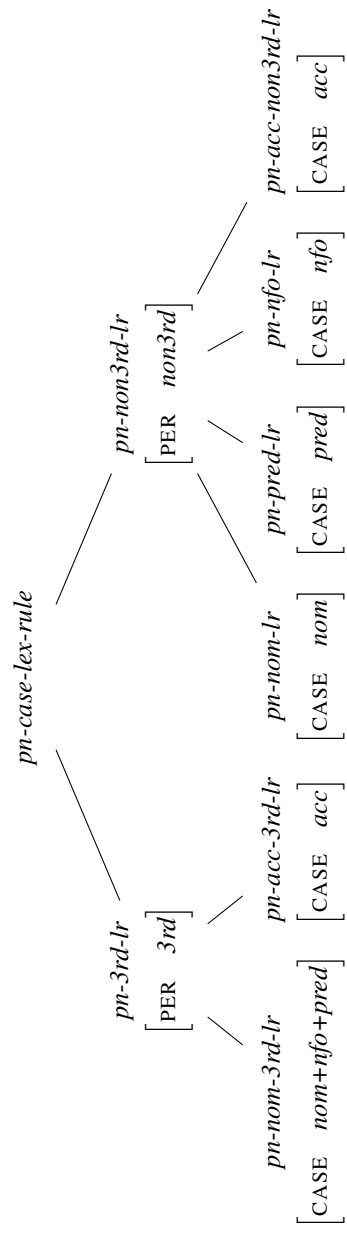 pn-case-lex-rule
pn-3rd-lr
[PER 3rd]
pn-non3rd-lr
[PER non3rd]
pn-nom-3rd-lr
[CASE nom+nfo+pred]
pn-acc-3rd-lr
[CASE acc]
pn-nom-lr
[CASE nom]
pn-pred-lr
[CASE pred]
pn-nfo-lr
[CASE nfo]
pn-acc-non3rd-lr
[CASE acc]